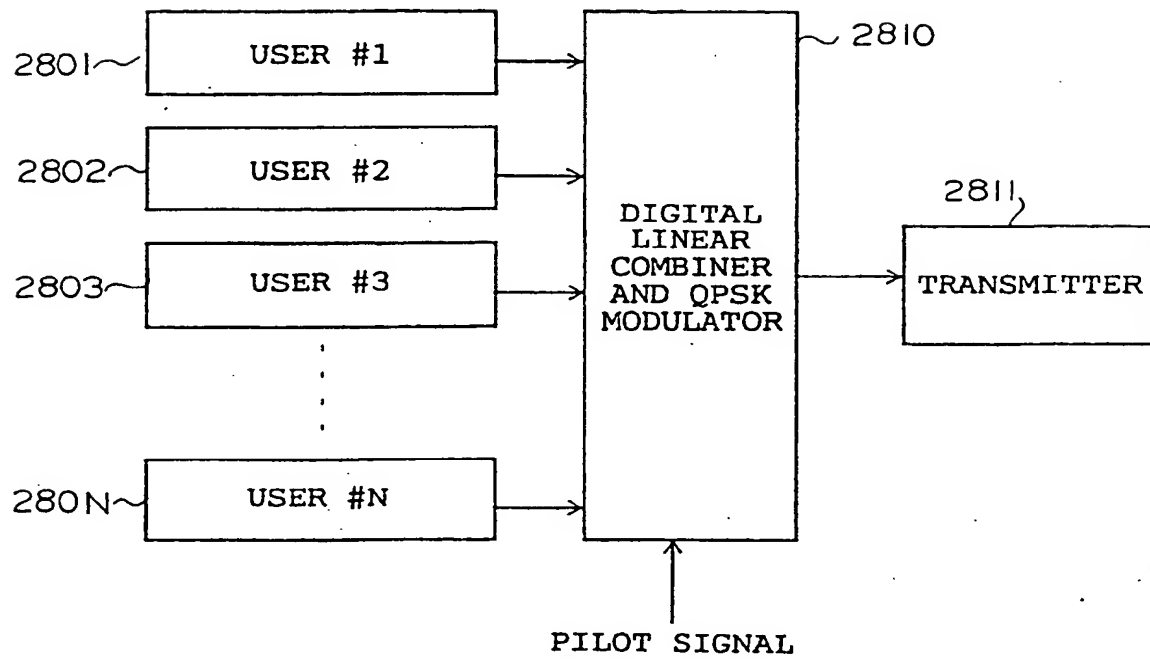 2801
USER #1
2810
2802
USER #2
2811
2803
USER #3
DIGITAL
LINEAR
COMBINER
AND QPSK
MODULATOR
TRANSMITTER
280N
USER #N
PILOT SIGNAL